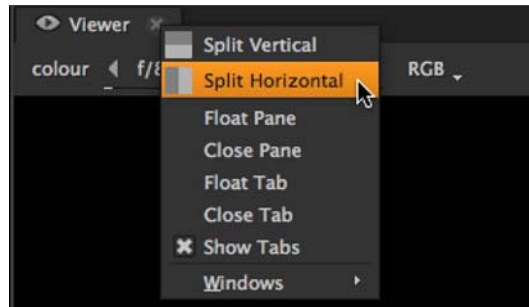 Viewer
colour f/8 RGB
Split Vertical
Split Horizontal
Float Pane
Close Pane
Float Tab
Close Tab
Show Tabs
Windows